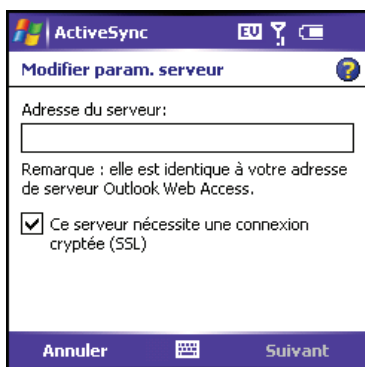 ActiveSync EU
Modifier param. serveur ?
Adresse du serveur:
Remarque : elle est identique à votre adresse
de serveur Outlook Web Access.
Ce serveur nécessite une connexion
cryptée (SSL)
Annuler Suivant